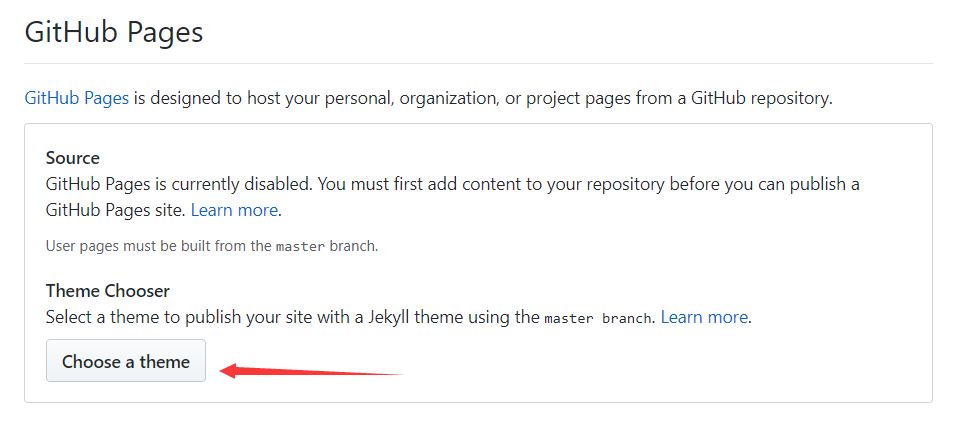 GitHub Pages
GitHub Pages is designed to host your personal, organization, or project pages from a GitHub repository.
Source
GitHub Pages is currently disabled. You must first add content to your repository before you can publish a
GitHub Pages site. Learn more.
User pages must be built from the master branch.
Theme Chooser
Select a theme to publish your site with a Jekyll theme using the master branch. Learn more.
Choose a theme